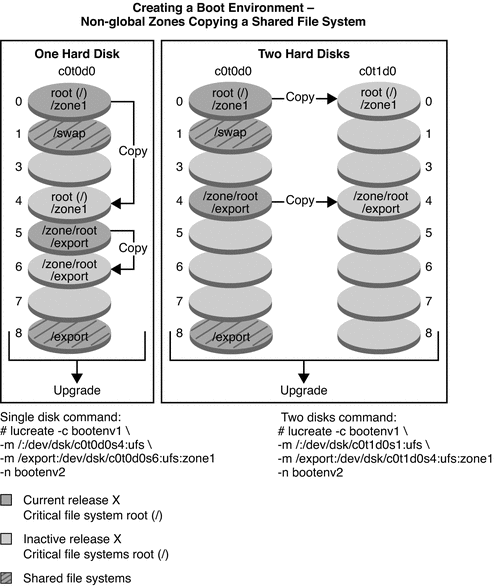 Creating a Boot Environment –
Non-global Zones Copying a Shared File System
One Hard Disk
c0t0d0
0
root (/)
/zone1
1
/swap
Copy
3
4
root (/)
/zone1
5
/zone/root
/export
Copy
6
/zone/root
/export
7
8
/export
Upgrade
Two Hard Disks
c0t0d0
c0t1d0
0
root (/)
/zone1
Copy
root (/)
/zone1
0
1
/swap
1
3
3
4
/zone/root
/export
Copy
/zone/root
/export
4
5
5
6
6
7
7
8
/export
8
Upgrade
Single disk command:
# lucreate -c bootenv1 \
-m /:/dev/dsk/c0t0d0s4:ufs \
-m /export:/dev/dsk/c0t0d0s6:ufs:zone1
-n bootenv2
Two disks command:
# lucreate -c bootenv1 \
-m /:/dev/dsk/c0t1d0s1:ufs \
-m /export:/dev/dsk/c0t1d0s4:ufs:zone1
-n bootenv2
Current release X
Critical file system root (/)
Inactive release X
Critical file systems root (/)
Shared file systems